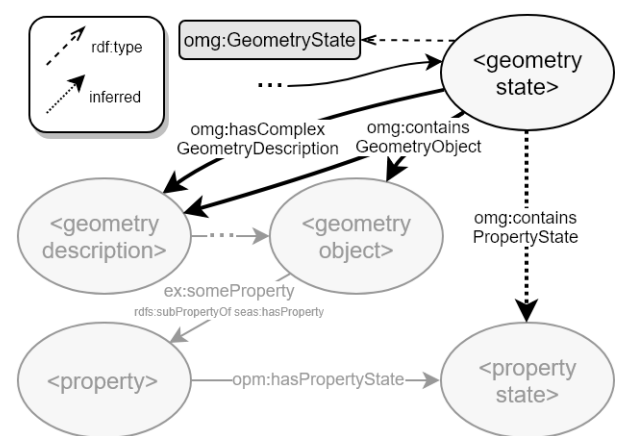 rdf:type
inferred
omg:GeometryState
...
<geometry
state>
omg:hasComplex
GeometryDescription
omg:contains
GeometryObject
omg:contains
PropertyState
<geometry
description>
...
<geometry
object>
ex:someProperty
rdfs:subPropertyOf seas:hasProperty
<property>
opm:hasPropertyState
<property
state>